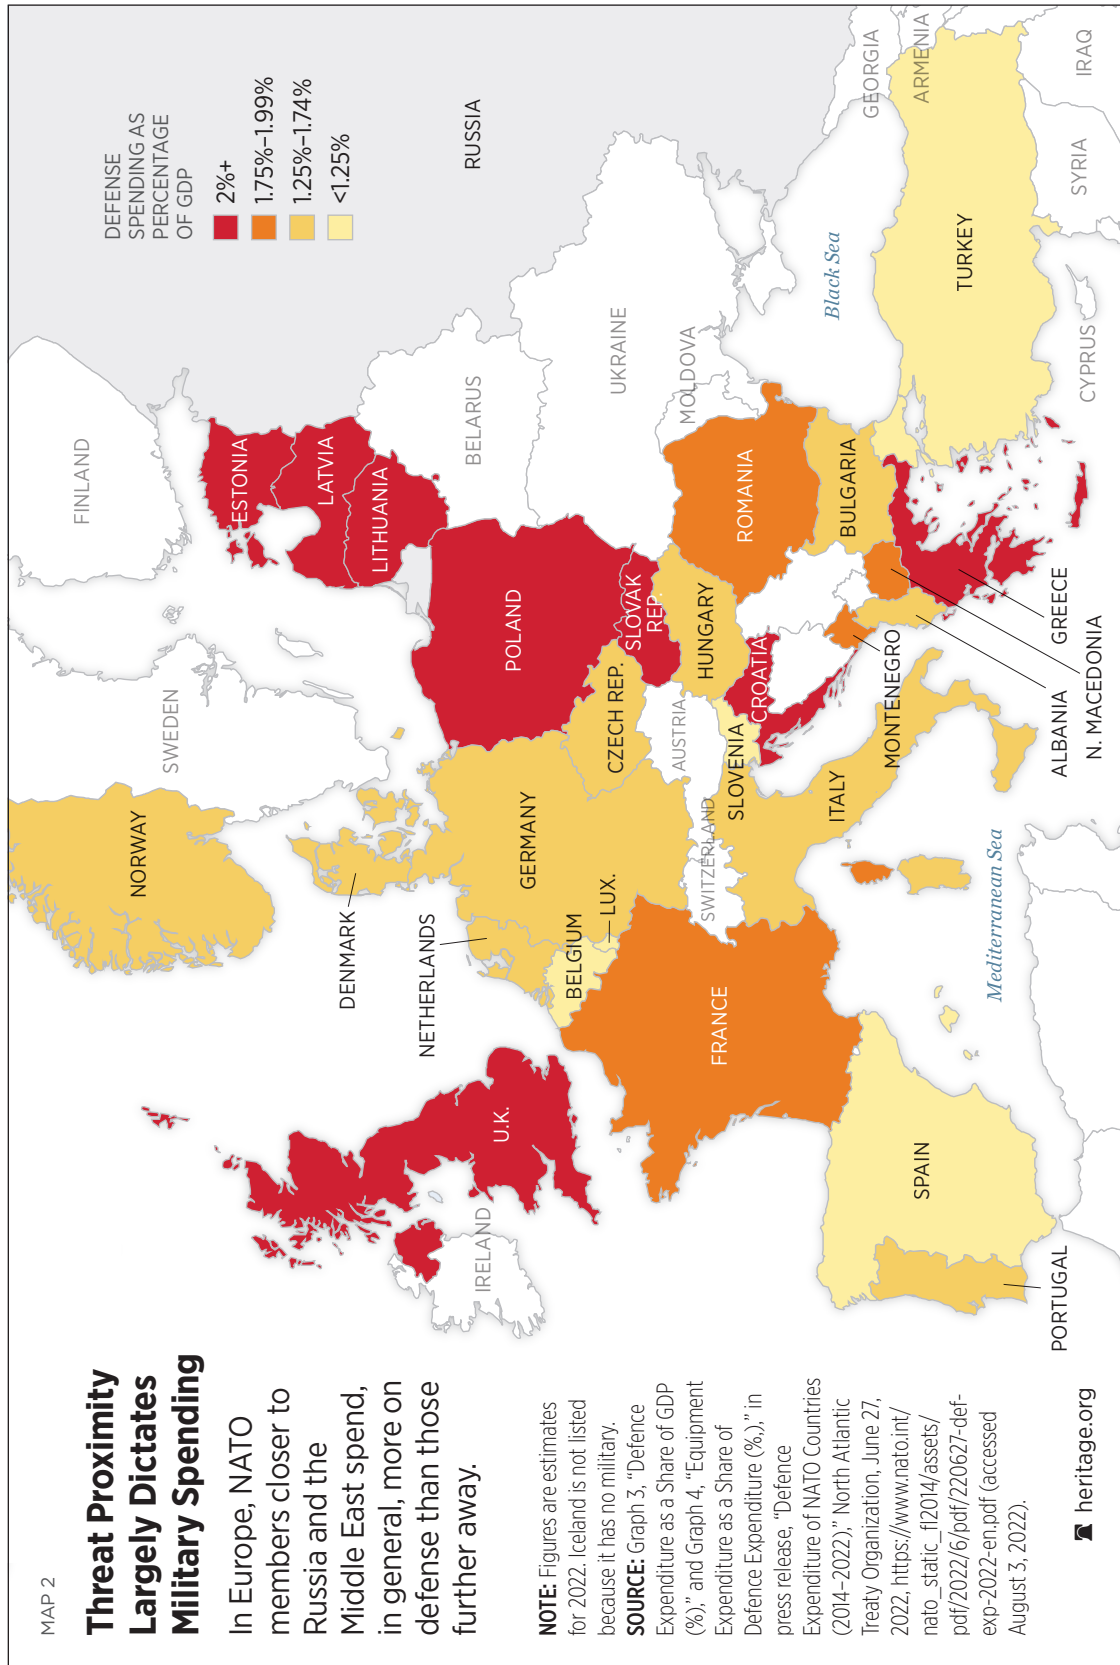 MAP 2
Threat Proximity
Largely Dictates
Military Spending
In Europe, NATO
members closer to
Russia and the
Middle East spend,
in general, more on
defense than those
further away.
NOTE: Figures are estimates
for 2022. Iceland is not listed
because it has no military.
SOURCE: Graph 3, “Defence
Expenditure as a Share of GDP
(%),” and Graph 4, “Equipment
Expenditure as a Share of
Defence Expenditure (%,),” in
press release, “Defence
Expenditure of NATO Countries
(2014–2022),” North Atlantic
Treaty Organization, June 27,
2022, https://www.nato.int/
nato_static_fl2014/assets/
pdf/2022/6/pdf/220627-def-
exp-2022-en.pdf (accessed
August 3, 2022).
heritage.org
DEFENSE
SPENDING AS
PERCENTAGE
OF GDP
2%+
1.75%–1.99%
1.25%–1.74%
<1.25%
NORWAY
SWEDEN
FINLAND
ESTONIA
LATVIA
LITHUANIA
RUSSIA
DENMARK
NETHERLANDS
IRELAND
U.K.
BELGIUM
LUX.
GERMANY
POLAND
BELARUS
UKRAINE
CZECH REP.
SLOVAK
REP.
FRANCE
SWITZERLAND
AUSTRIA
HUNGARY
MOLDOVA
SLOVENIA
CROATIA
ROMANIA
Black Sea
GEORGIA
ARMENIA
ITALY
MONTENEGRO
BULGARIA
PORTUGAL
SPAIN
Mediterranean Sea
ALBANIA
N. MACEDONIA
GREECE
TURKEY
CYPRUS
SYRIA
IRAQ